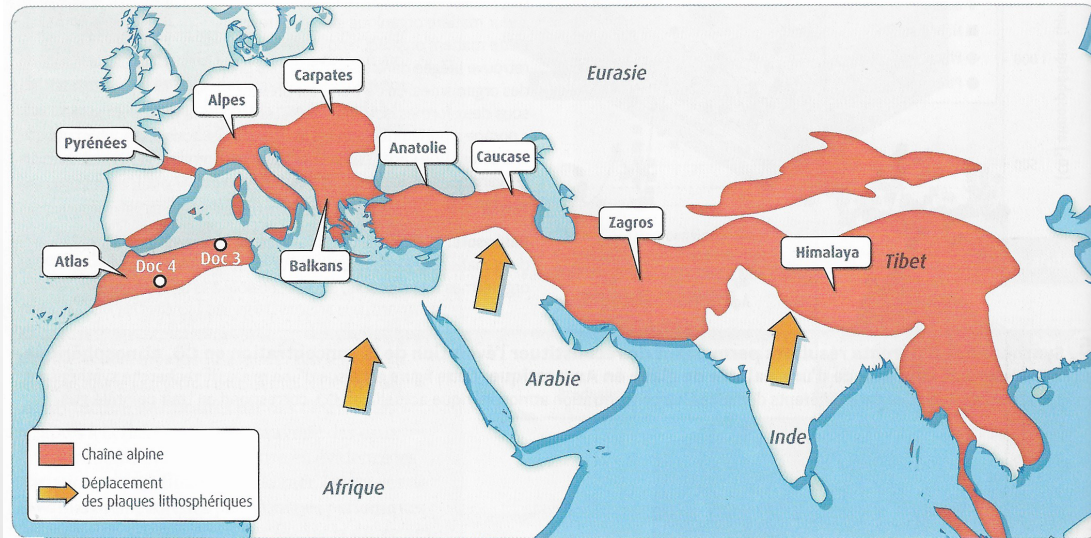 Eurasie
Carpates
Alpes
Pyrénées
Anatolie
Caucase
Zagros
Himalaya
Tibet
Atlas
Doc 4
Doc 3
Balkans
Arabie
Inde
Afrique
Chaîne alpine
Déplacement
des plaques lithosphériques